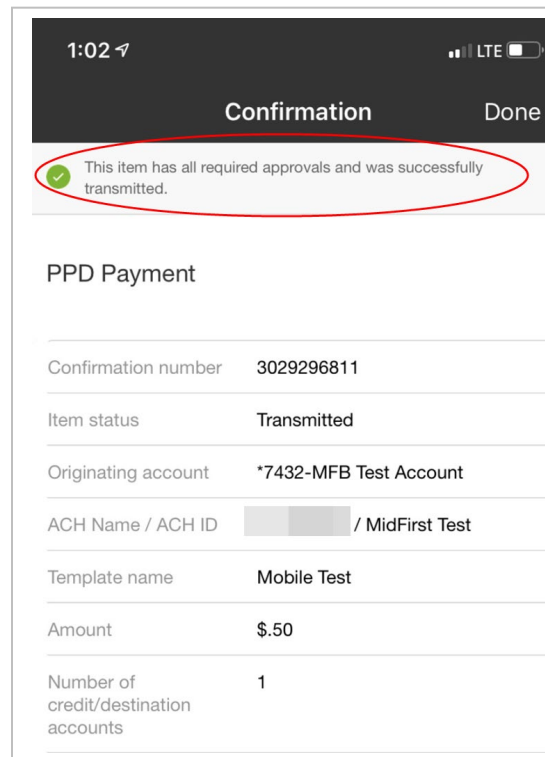 1:02 LTE
Confirmation Done
This item has all required approvals and was successfully
transmitted.
PPD Payment
Confirmation number 3029296811
Item status Transmitted
Originating account *7432-MFB Test Account
ACH Name / ACH ID / MidFirst Test
Template name Mobile Test
Amount $.50
Number of 1
credit/destination
accounts